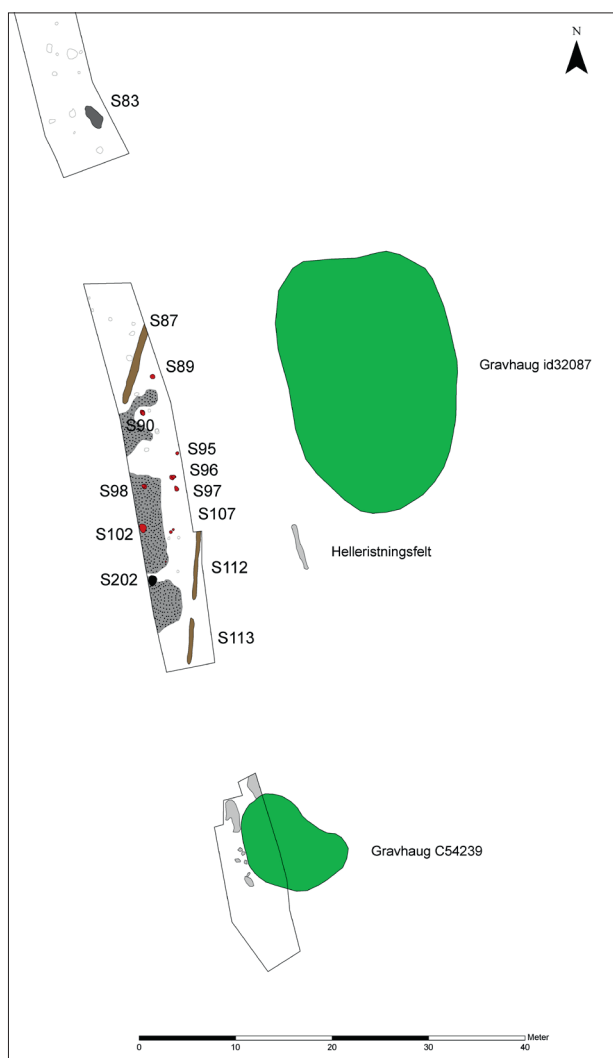 N
S83
S87
S89
Gravhaug id32087
S90
S95
S96
S98
S97
S107
S102
Helleristningsfelt
S112
S202
S113
Gravhaug C54239
Meter
0 10 20 30 40